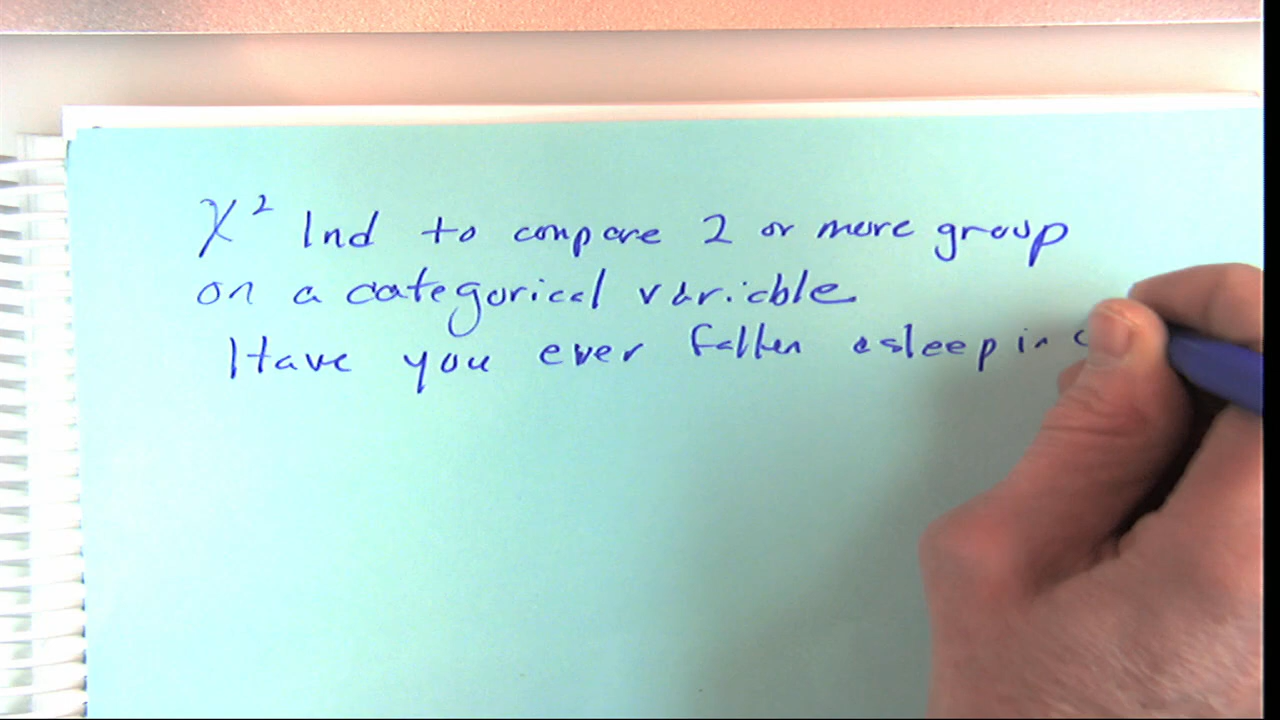 χ² Ind to compare 2 or more group
on a categorical variable.
Have you ever fallen asleep in c